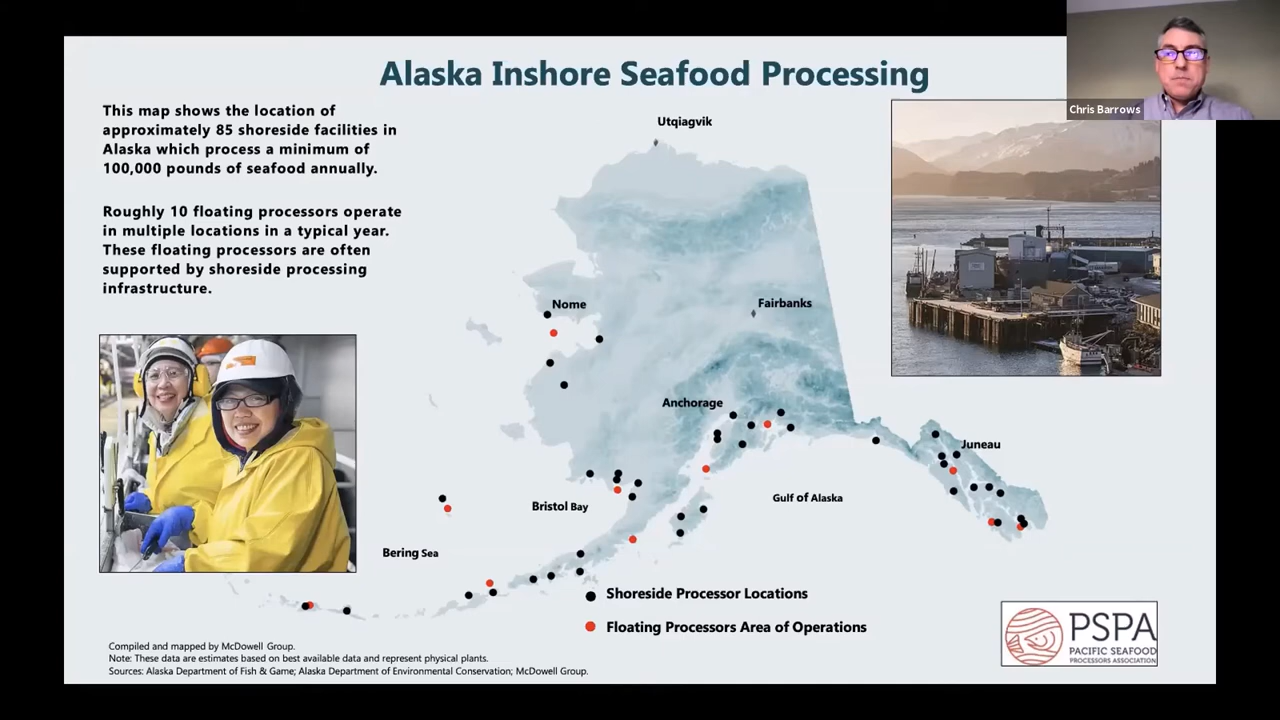 Alaska Inshore Seafood Processing
Chris Barrows
This map shows the location of
approximately 85 shoreside facilities in
Alaska which process a minimum of
100,000 pounds of seafood annually.
Roughly 10 floating processors operate
in multiple locations in a typical year.
These floating processors are often
supported by shoreside processing
infrastructure.
Utqiagvik
Nome
Fairbanks
Anchorage
Juneau
Bristol Bay
Gulf of Alaska
Bering Sea
Shoreside Processor Locations
Floating Processors Area of Operations
PSPA
PACIFIC SEAFOOD
PROCESSORS ASSOCIATION
Compiled and mapped by McDowell Group.
Note: These data are estimates based on best available data and represent physical plants.
Sources: Alaska Department of Fish & Game; Alaska Department of Environmental Conservation; McDowell Group.